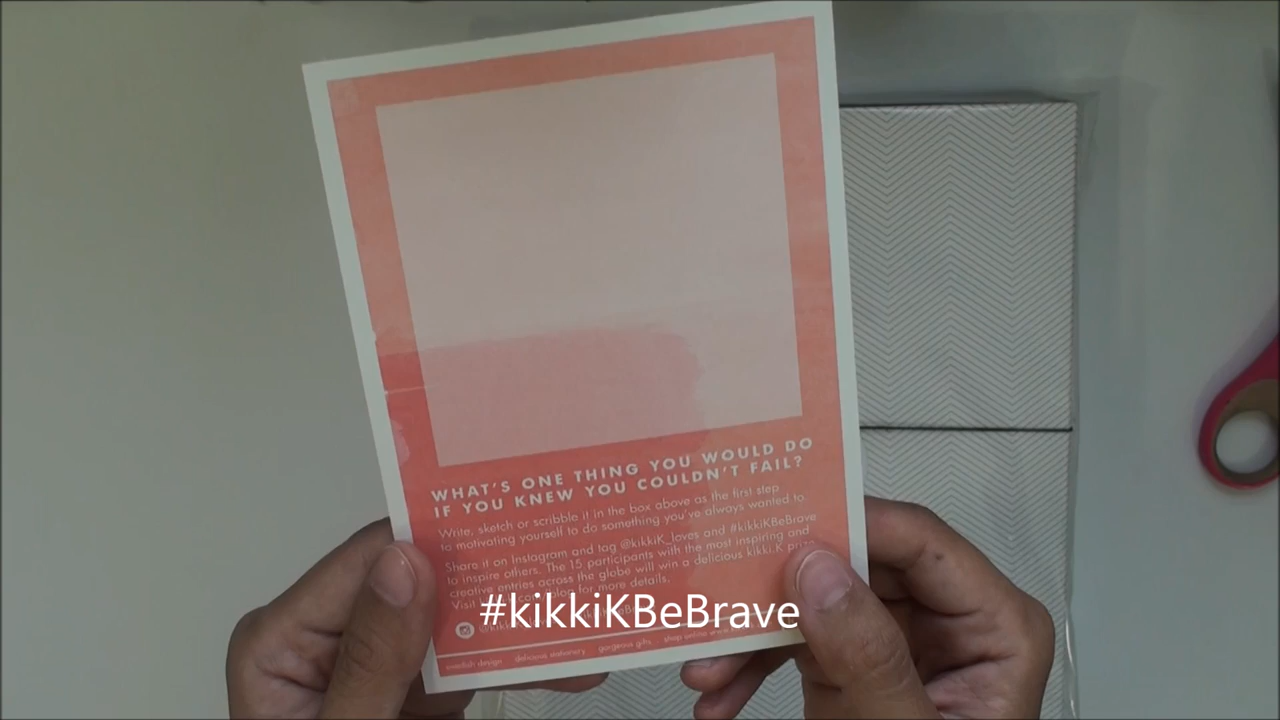 WHAT'S ONE THING YOU WOULD DO
IF YOU KNEW YOU COULDN'T FAIL?
Write, sketch or scribble it in the box above as the first step
to motivating yourself to do something you've always wanted to
Share it on Instagram and tag @kikkiK_loves and #kikkiKBeBrave
to inspire others. The 15 participants with the most inspiring and
creative entries across the globe will win a delicious kikki.K prize
Visit for more details.
#kikkiKBeBrave
swedish design delicious stationery gorgeous gifts shop online